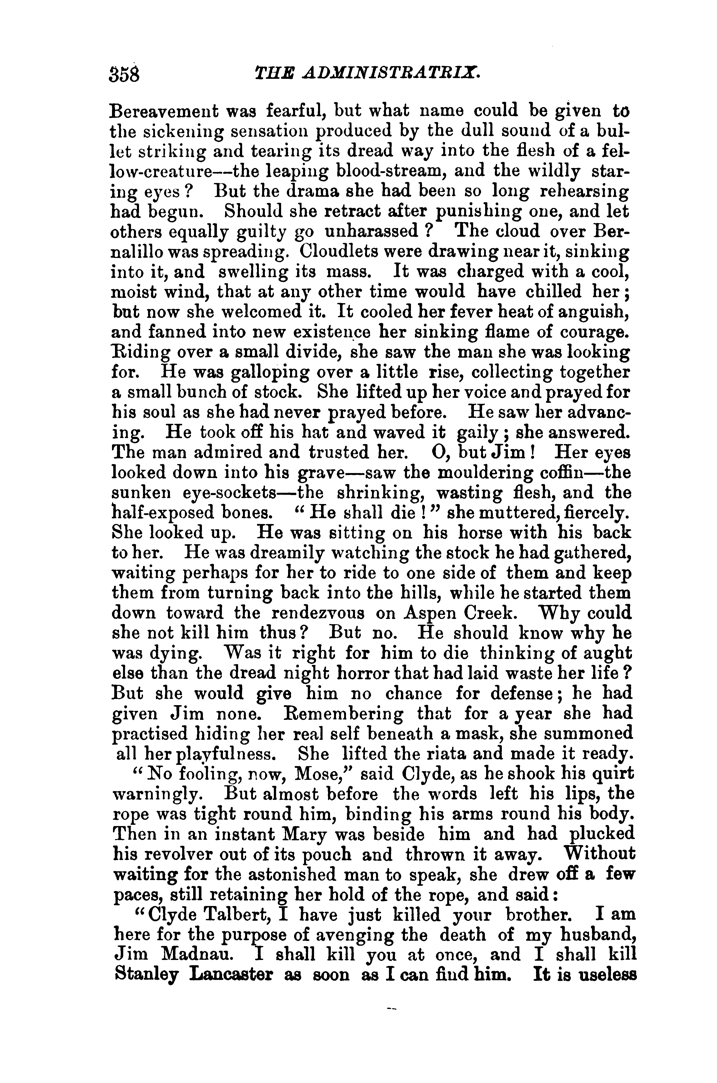 358 THE ADMINISTRATRIX.
Bereavement was fearful, but what name could be given to
the sickening sensation produced by the dull sound of a bul-
let striking and tearing its dread way into the flesh of a fel-
low-creature—the leaping blood-stream, and the wildly star-
ing eyes? But the drama she had been so long rehearsing
had begun. Should she retract after punishing one, and let
others equally guilty go unharassed? The cloud over Ber-
nalillo was spreading. Cloudlets were drawing near it, sinking
into it, and swelling its mass. It was charged with a cool,
moist wind, that at any other time would have chilled her;
but now she welcomed it. It cooled her fever heat of anguish,
and fanned into new existence her sinking flame of courage.
Riding over a small divide, she saw the man she was looking
for. He was galloping over a little rise, collecting together
a small bunch of stock. She lifted up her voice and prayed for
his soul as she had never prayed before. He saw her advanc-
ing. He took off his hat and waved it gaily; she answered.
The man admired and trusted her. O, but Jim! Her eyes
looked down into his grave—saw the mouldering coffin—the
sunken eye-sockets—the shrinking, wasting flesh, and the
half-exposed bones. "He shall die!" she muttered, fiercely.
She looked up. He was sitting on his horse with his back
to her. He was dreamily watching the stock he had gathered,
waiting perhaps for her to ride to one side of them and keep
them from turning back into the hills, while he started them
down toward the rendezvous on Aspen Creek. Why could
she not kill him thus? But no. He should know why he
was dying. Was it right for him to die thinking of aught
else than the dread night horror that had laid waste her life?
But she would give him no chance for defense; he had
given Jim none. Remembering that for a year she had
practised hiding her real self beneath a mask, she summoned
all her playfulness. She lifted the riata and made it ready.
"No fooling, now, Mose," said Clyde, as he shook his quirt
warningly. But almost before the words left his lips, the
rope was tight round him, binding his arms round his body.
Then in an instant Mary was beside him and had plucked
his revolver out of its pouch and thrown it away. Without
waiting for the astonished man to speak, she drew off a few
paces, still retaining her hold of the rope, and said:
"Clyde Talbert, I have just killed your brother. I am
here for the purpose of avenging the death of my husband,
Jim Madnau. I shall kill you at once, and I shall kill
Stanley Lancaster as soon as I can find him. It is useless